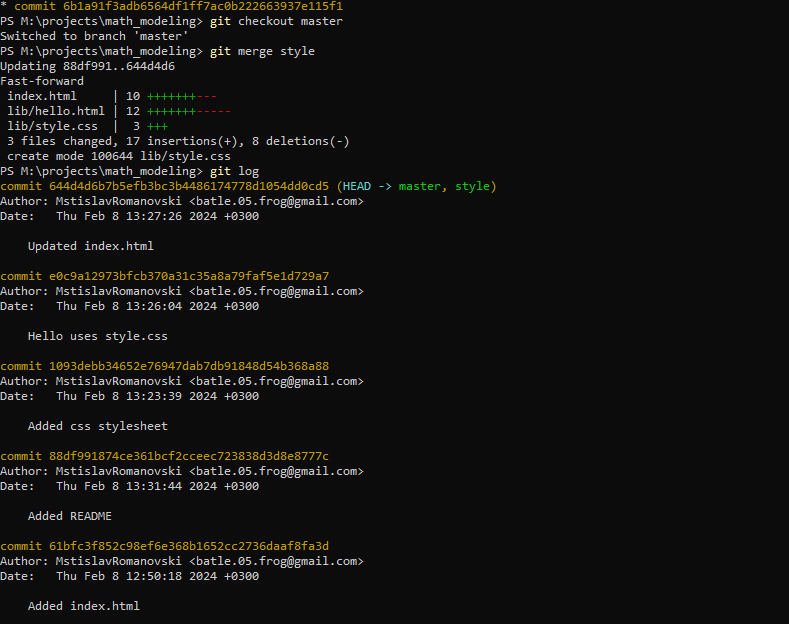 * commit 6b1a91f3adb6564df1ff7ac0b222663937e115f1
PS M:\projects\math_modeling> git checkout master
Switched to branch 'master'
PS M:\projects\math_modeling> git merge style
Updating 88df991..644d4d6
Fast-forward
 index.html     | 10 +++++++---
 lib/hello.html | 12 +++++++-----
 lib/style.css  |  3 +++
 3 files changed, 17 insertions(+), 8 deletions(-)
 create mode 100644 lib/style.css
PS M:\projects\math_modeling> git log
commit 644d4d6b7b5efb3bc3b4486174778d1054dd0cd5 (HEAD -> master, style)
Author: MstislavRomanovski <batle.05.frog@gmail.com>
Date:   Thu Feb 8 13:27:26 2024 +0300

    Updated index.html

commit e0c9a12973bfcb370a31c35a8a79faf5e1d729a7
Author: MstislavRomanovski <batle.05.frog@gmail.com>
Date:   Thu Feb 8 13:26:04 2024 +0300

    Hello uses style.css

commit 1093debb34652e76947dab7db91848d54b368a88
Author: MstislavRomanovski <batle.05.frog@gmail.com>
Date:   Thu Feb 8 13:23:39 2024 +0300

    Added css stylesheet

commit 88df991874ce361bcf2cceec723838d3d8e8777c
Author: MstislavRomanovski <batle.05.frog@gmail.com>
Date:   Thu Feb 8 13:31:44 2024 +0300

    Added README

commit 61bfc3f852c98ef6e368b1652cc2736daaf8fa3d
Author: MstislavRomanovski <batle.05.frog@gmail.com>
Date:   Thu Feb 8 12:50:18 2024 +0300

    Added index.html